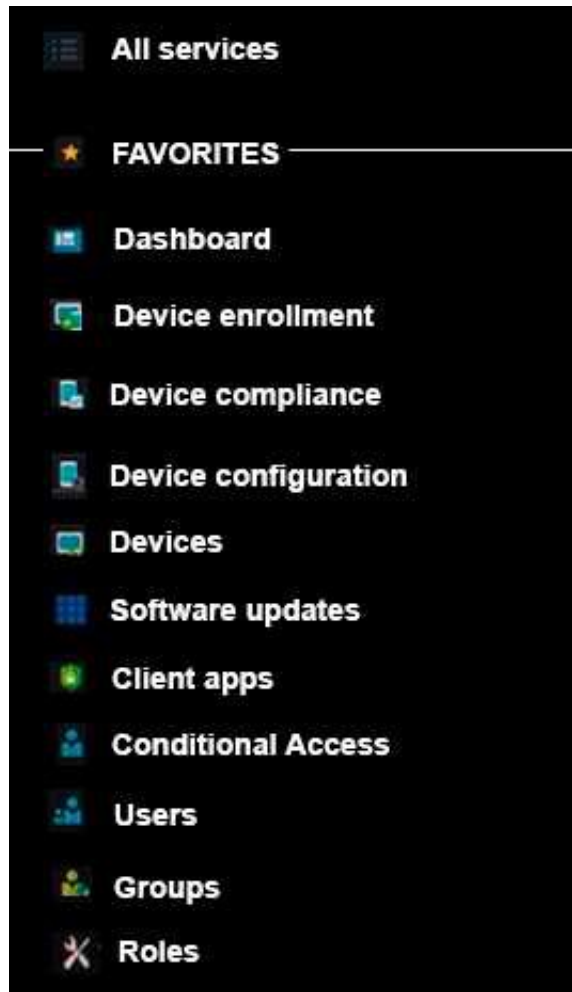 All services
FAVORITES
Dashboard
Device enrollment
Device compliance
Device configuration
Devices
Software updates
Client apps
Conditional Access
Users
Groups
Roles